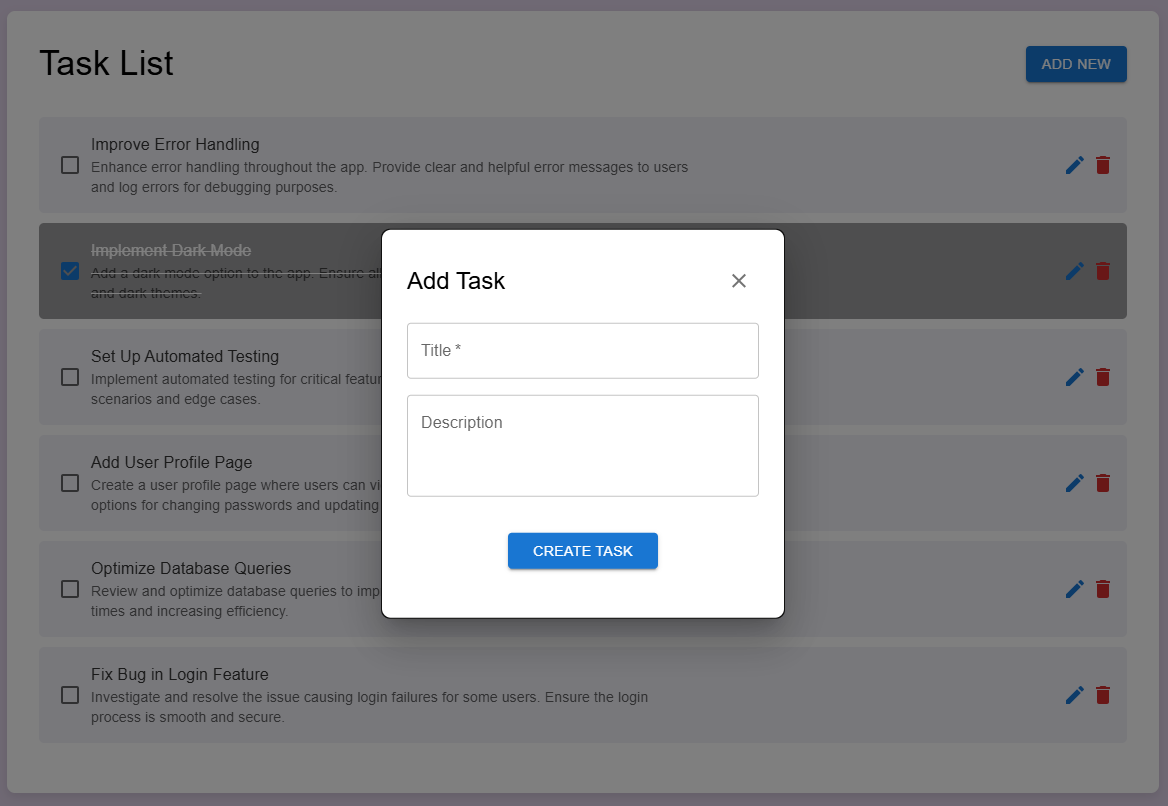 Task List
ADD NEW
Improve Error Handling
Enhance error handling throughout the app. Provide clear and helpful error messages to users
and log errors for debugging purposes.
Implement Dark Mode
Add a dark mode option to the app. Ensure all
and dark themes.
Set Up Automated Testing
Implement automated testing for critical featur
scenarios and edge cases.
Add User Profile Page
Create a user profile page where users can vi
options for changing passwords and updating
Optimize Database Queries
Review and optimize database queries to imp
times and increasing efficiency.
Fix Bug in Login Feature
Investigate and resolve the issue causing login failures for some users. Ensure the login
process is smooth and secure.
Add Task
Title *
Description
CREATE TASK